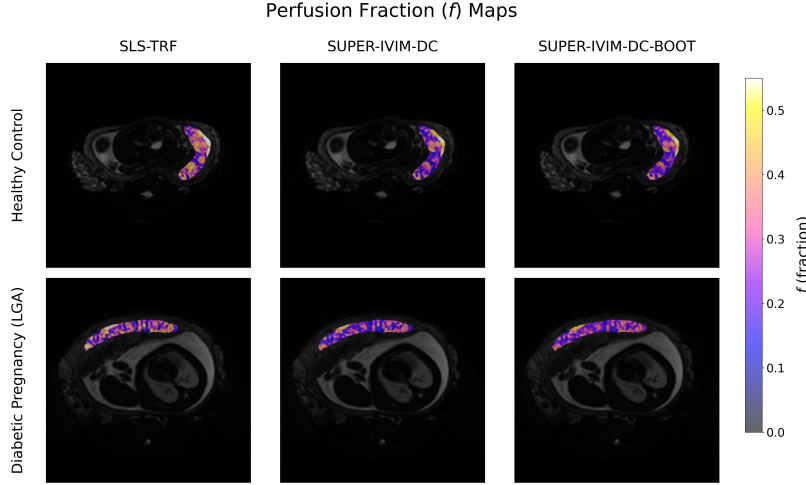 Perfusion Fraction (f) Maps
SLS-TRF
SUPER-IVIM-DC
SUPER-IVIM-DC-BOOT
Healthy Control
Diabetic Pregnancy (LGA)
0.5
0.4
0.3
0.2
0.1
0.0
f (fraction)